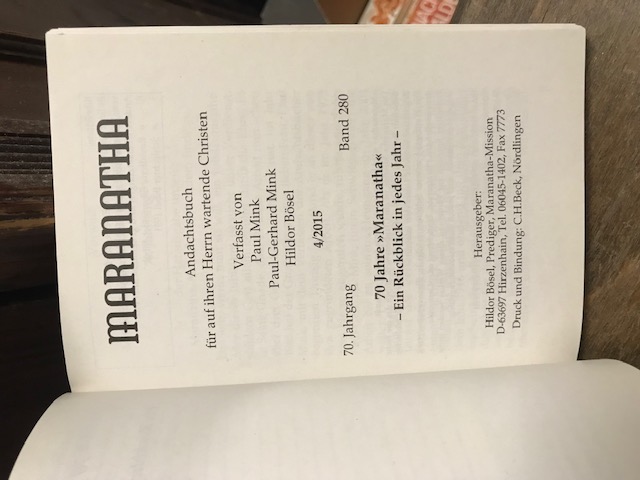 MARANATHA
Andachtsbuch
für auf ihren Herrn wartende Christen
Verfasst von
Paul Mink
Paul-Gerhard Mink
Hildor Bösel
4/2015
70. Jahrgang Band 280
70 Jahre »Maranatha«
– Ein Rückblick in jedes Jahr –
Herausgeber:
Hildor Bösel, Prediger, Maranatha-Mission
D-63697 Hirzenhain, Tel. 06045-1402, Fax 7773
Druck und Bindung: C.H.Beck, Nördlingen